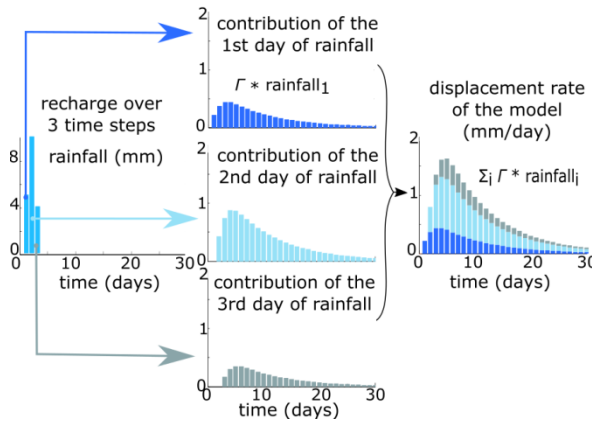 contribution of the
1st day of rainfall
2
1
0
Γ * rainfall1
recharge over
3 time steps
rainfall (mm)
8
4
0
10
20
30
time (days)
contribution of the
2nd day of rainfall
2
1
0
contribution of the
3rd day of rainfall
2
1
0
0
10
20
30
time (days)
displacement rate
of the model
(mm/day)
2
1
0
Σi Γ * rainfalli
0
10
20
30
time (days)